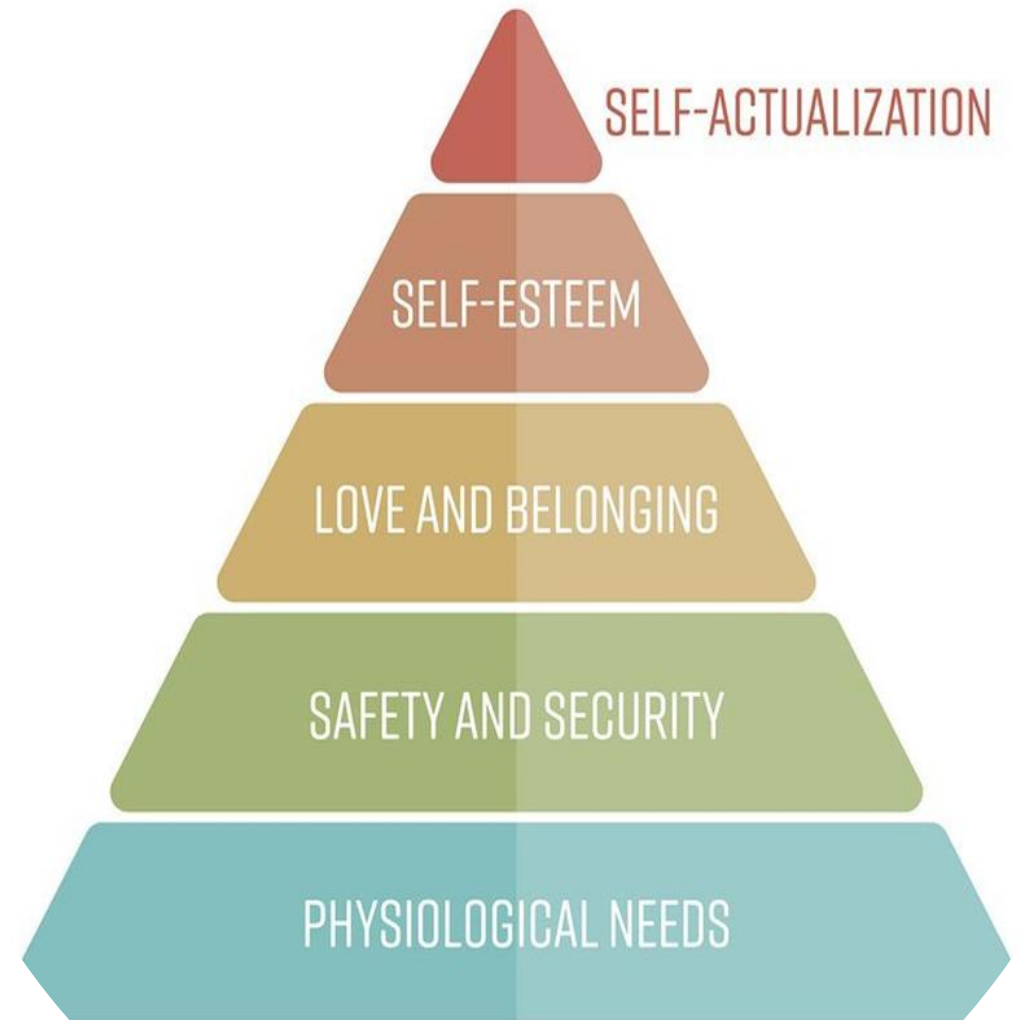 SELF-ACTUALIZATION
SELF-ESTEEM
LOVE AND BELONGING
SAFETY AND SECURITY
PHYSIOLOGICAL NEEDS